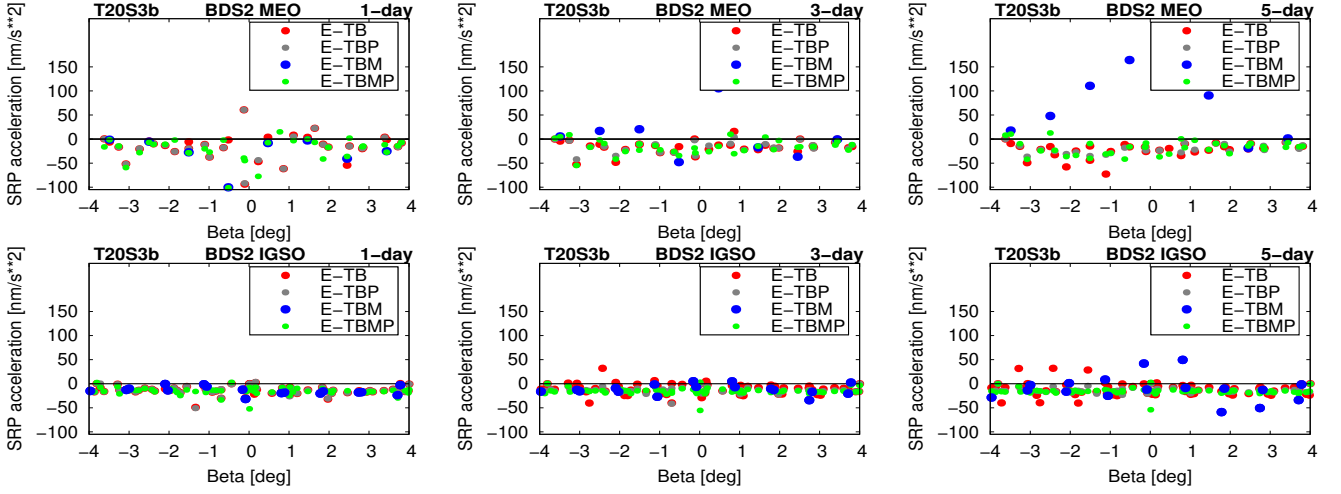 T20S3b BDS2 MEO 1−day
SRP acceleration [nm/s**2]
E−TB
E−TBP
E−TBM
E−TBMP
150
100
50
0
−50
−100
−4 −3 −2 −1 0 1 2 3 4
Beta [deg]
T20S3b BDS2 MEO 3−day
SRP acceleration [nm/s**2]
E−TB
E−TBP
E−TBM
E−TBMP
150
100
50
0
−50
−100
−4 −3 −2 −1 0 1 2 3 4
Beta [deg]
T20S3b BDS2 MEO 5−day
SRP acceleration [nm/s**2]
E−TB
E−TBP
E−TBM
E−TBMP
150
100
50
0
−50
−100
−4 −3 −2 −1 0 1 2 3 4
Beta [deg]
T20S3b BDS2 IGSO 1−day
SRP acceleration [nm/s**2]
E−TB
E−TBP
E−TBM
E−TBMP
150
100
50
0
−50
−100
−4 −3 −2 −1 0 1 2 3 4
Beta [deg]
T20S3b BDS2 IGSO 3−day
SRP acceleration [nm/s**2]
E−TB
E−TBP
E−TBM
E−TBMP
150
100
50
0
−50
−100
−4 −3 −2 −1 0 1 2 3 4
Beta [deg]
T20S3b BDS2 IGSO 5−day
SRP acceleration [nm/s**2]
E−TB
E−TBP
E−TBM
E−TBMP
150
100
50
0
−50
−100
−4 −3 −2 −1 0 1 2 3 4
Beta [deg]